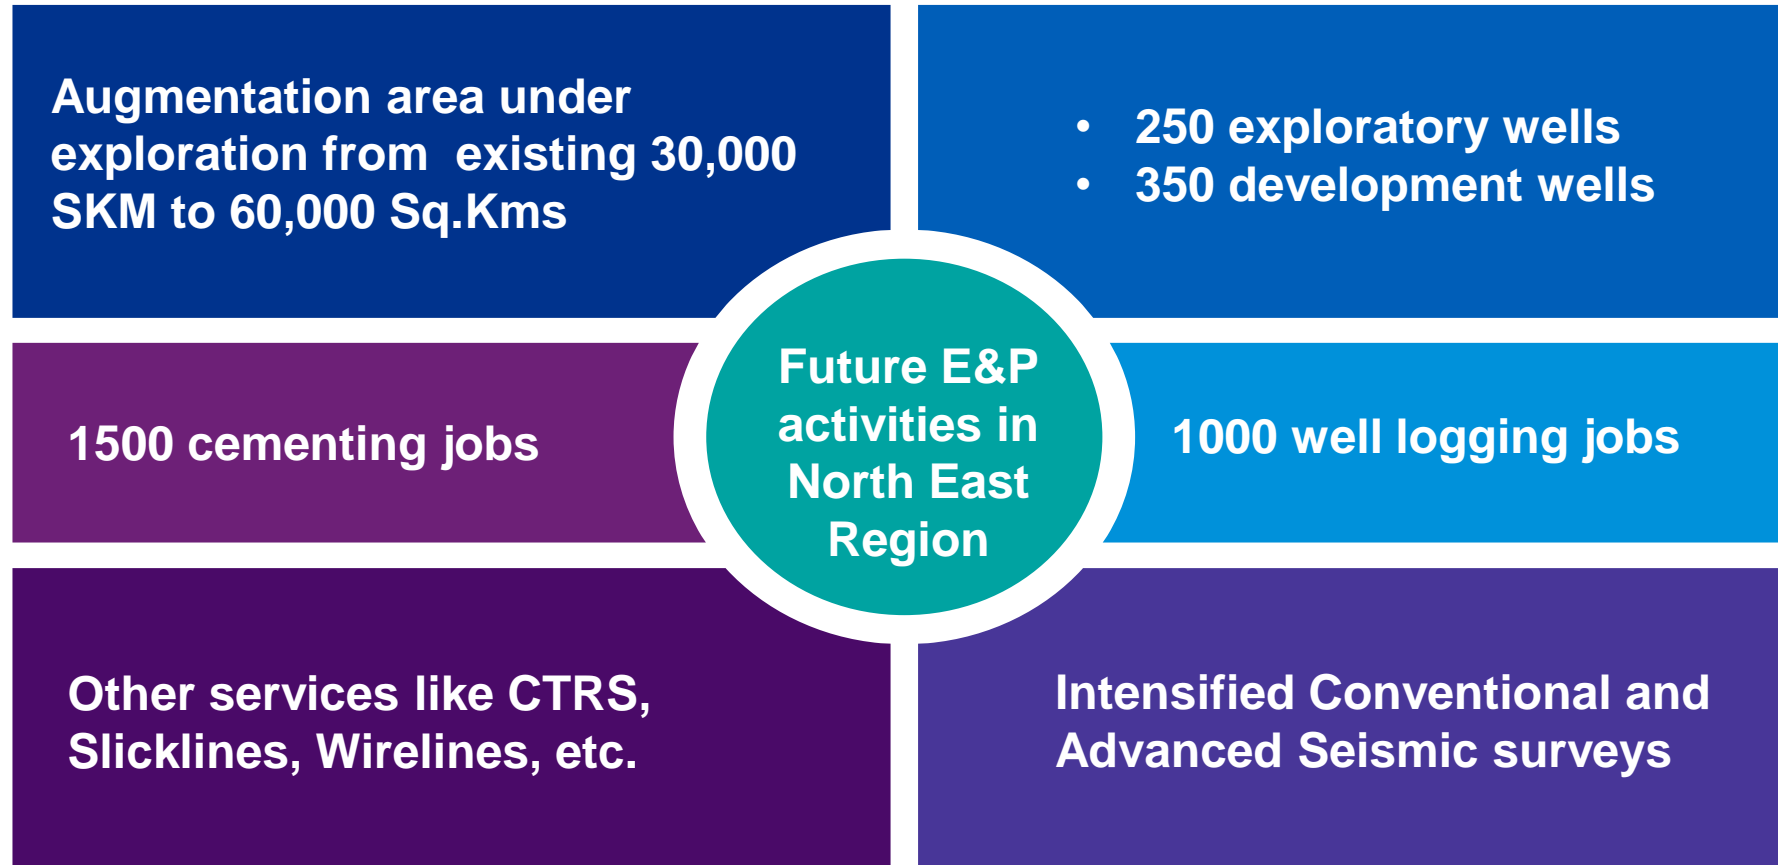 Augmentation area under
exploration from  existing 30,000
SKM to 60,000 Sq.Kms
• 250 exploratory wells
• 350 development wells
1500 cementing jobs
Future E&P
activities in
North East
Region
1000 well logging jobs
Other services like CTRS,
Slicklines, Wirelines, etc.
Intensified Conventional and
Advanced Seismic surveys